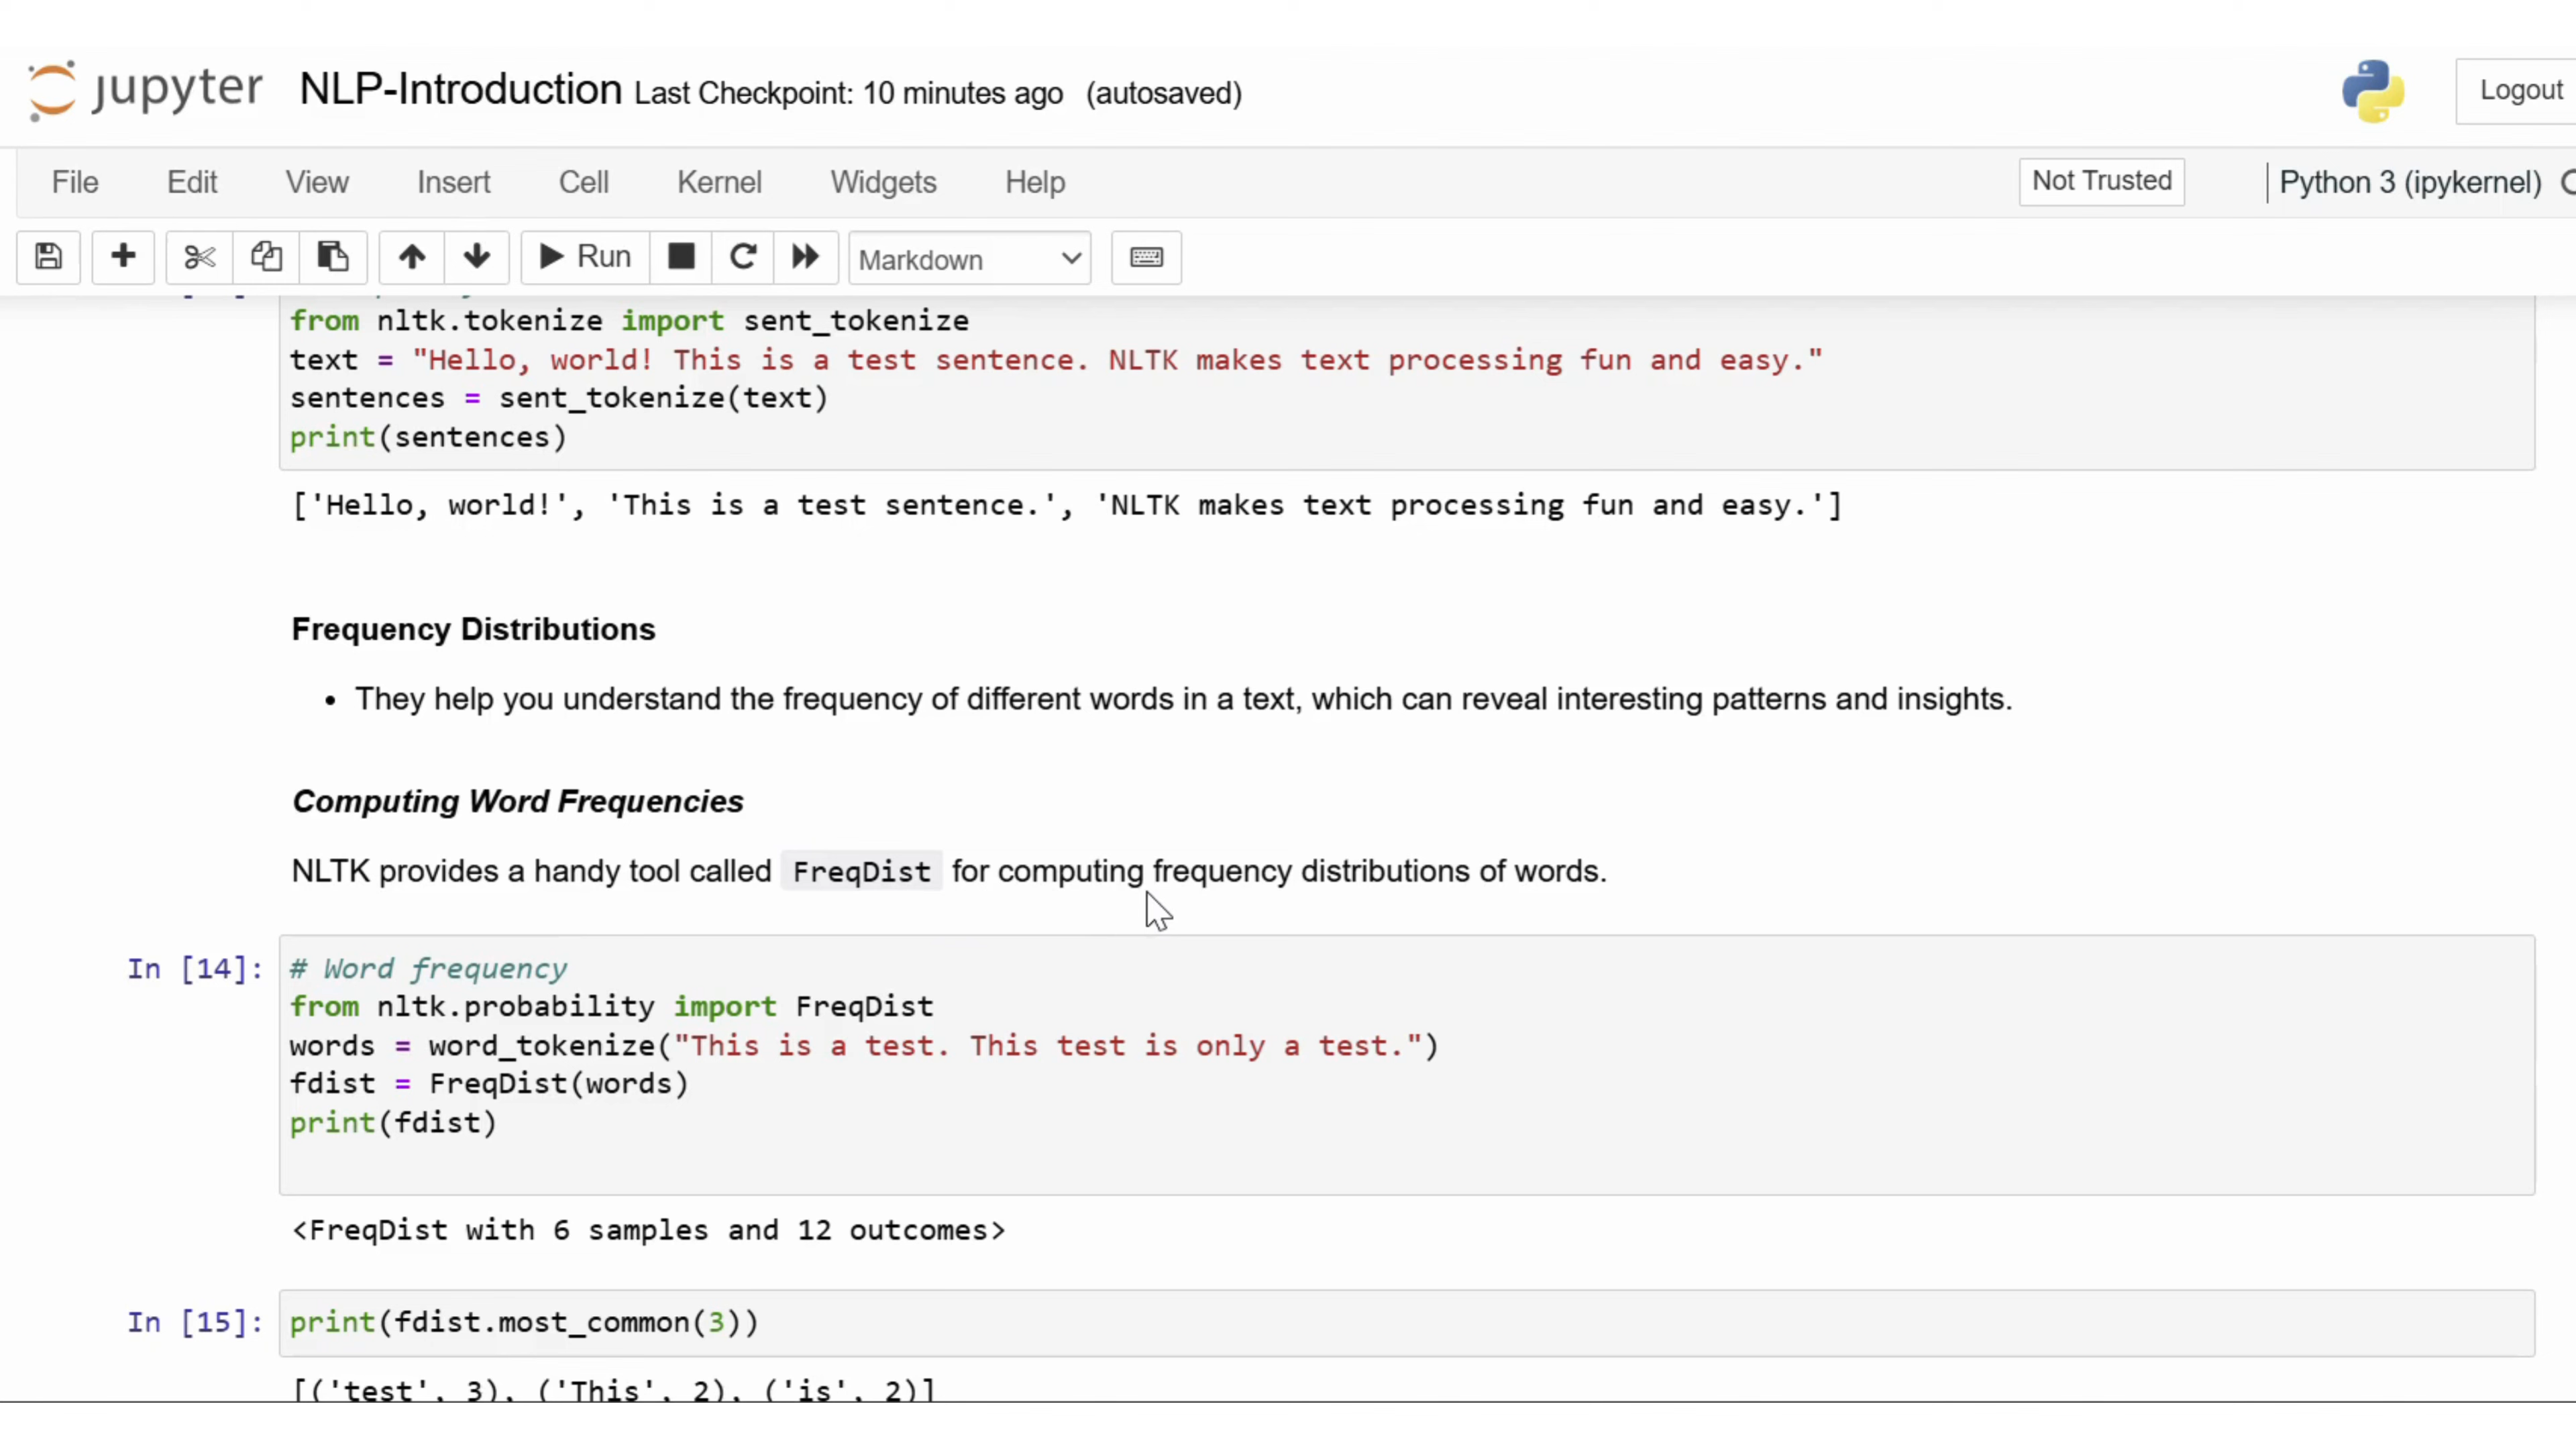 jupyter NLP-Introduction Last Checkpoint: 10 minutes ago (autosaved) Logout
File Edit View Insert Cell Kernel Widgets Help Not Trusted Python 3 (ipykernel)
Run Markdown
from nltk.tokenize import sent_tokenize
text = "Hello, world! This is a test sentence. NLTK makes text processing fun and easy."
sentences = sent_tokenize(text)
print(sentences)
['Hello, world!', 'This is a test sentence.', 'NLTK makes text processing fun and easy.']
Frequency Distributions
• They help you understand the frequency of different words in a text, which can reveal interesting patterns and insights.
Computing Word Frequencies
NLTK provides a handy tool called FreqDist for computing frequency distributions of words.
In [14]: # Word frequency
from nltk.probability import FreqDist
words = word_tokenize("This is a test. This test is only a test.")
fdist = FreqDist(words)
print(fdist)
<FreqDist with 6 samples and 12 outcomes>
In [15]: print(fdist.most_common(3))
[('test', 3), ('This', 2), ('is', 2)]